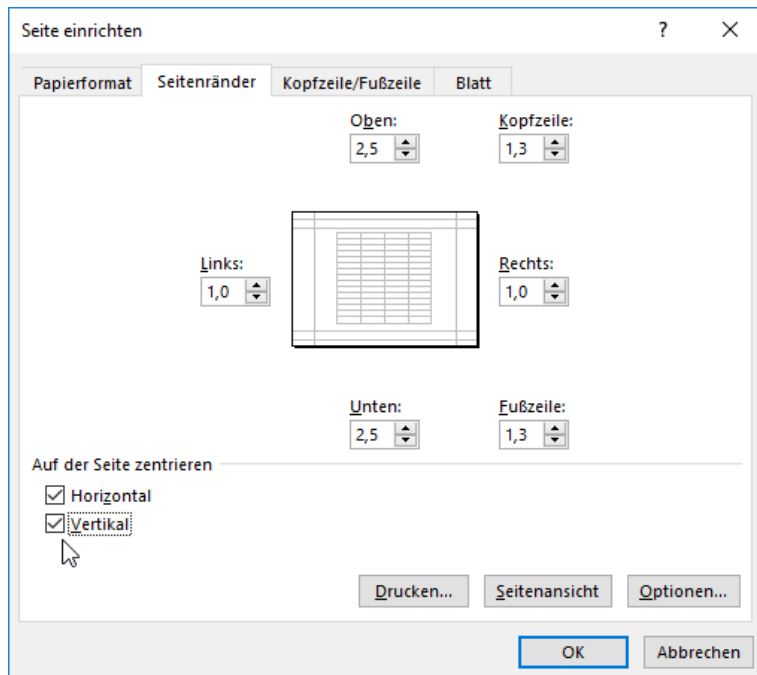 Seite einrichten ?
Papierformat Seitenränder Kopfzeile/Fußzeile Blatt
Oben: Kopfzeile:
2,5 1,3
Links: Rechts:
1,0 1,0
Unten: Fußzeile:
2,5 1,3
Auf der Seite zentrieren
Horizontal
Vertikal
Drucken... Seitenansicht Optionen...
OK Abbrechen